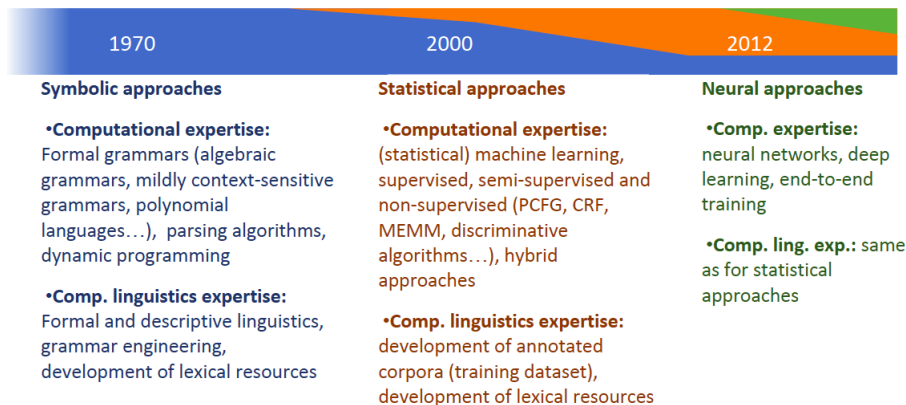 1970
2000
2012
Symbolic approaches
•Computational expertise:
Formal grammars (algebraic
grammars, mildly context-sensitive
grammars, polynomial
languages…), parsing algorithms,
dynamic programming
•Comp. linguistics expertise:
Formal and descriptive linguistics,
grammar engineering,
development of lexical resources
Statistical approaches
•Computational expertise:
(statistical) machine learning,
supervised, semi-supervised and
non-supervised (PCFG, CRF,
MEMM, discriminative
algorithms…), hybrid
approaches
•Comp. linguistics expertise:
development of annotated
corpora (training dataset),
development of lexical resources
Neural approaches
•Comp. expertise:
neural networks, deep
learning, end-to-end
training
•Comp. ling. exp.: same
as for statistical
approaches